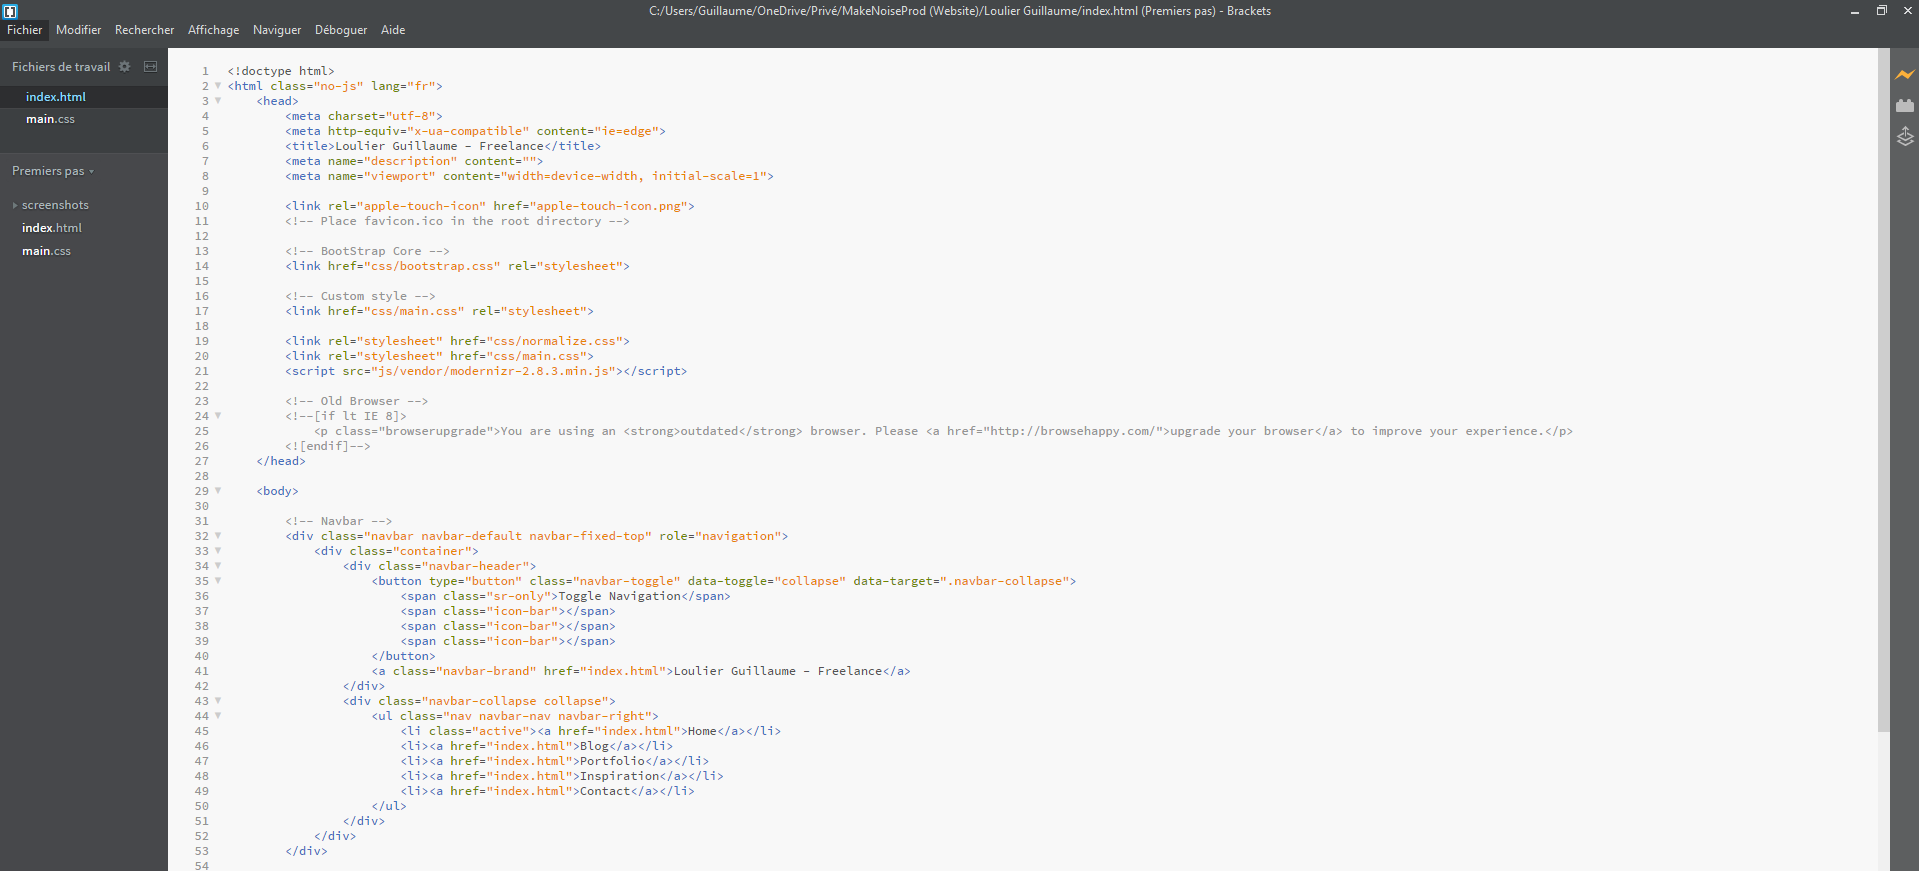 C:/Users/Guillaume/OneDrive/Privé/MakeNoiseProd (Website)/Loulier Guillaume/index.html (Premiers pas) - Brackets
Fichier Modifier Rechercher Affichage Naviguer Déboguer Aide
Fichiers de travail
index.html
main.css
Premiers pas
screenshots
index.html
main.css
1 <!doctype html>
2 <html class="no-js" lang="fr">
3 <head>
4 <meta charset="utf-8">
5 <meta http-equiv="x-ua-compatible" content="ie=edge">
6 <title>Loulier Guillaume - Freelance</title>
7 <meta name="description" content="">
8 <meta name="viewport" content="width=device-width, initial-scale=1">
9
10 <link rel="apple-touch-icon" href="apple-touch-icon.png">
11 <!-- Place favicon.ico in the root directory -->
12
13 <!-- BootStrap Core -->
14 <link href="css/bootstrap.css" rel="stylesheet">
15
16 <!-- Custom style -->
17 <link href="css/main.css" rel="stylesheet">
18
19 <link rel="stylesheet" href="css/normalize.css">
20 <link rel="stylesheet" href="css/main.css">
21 <script src="js/vendor/modernizr-2.8.3.min.js"></script>
22
23 <!-- Old Browser -->
24 <!--[if lt IE 8]>
25 <p class="browserupgrade">You are using an <strong>outdated</strong> browser. Please <a href="http://browsehappy.com/">upgrade your browser</a> to improve your experience.</p>
26 <![endif]-->
27 </head>
28
29 <body>
30
31 <!-- Navbar -->
32 <div class="navbar navbar-default navbar-fixed-top" role="navigation">
33 <div class="container">
34 <div class="navbar-header">
35 <button type="button" class="navbar-toggle" data-toggle="collapse" data-target=".navbar-collapse">
36 <span class="sr-only">Toggle Navigation</span>
37 <span class="icon-bar"></span>
38 <span class="icon-bar"></span>
39 <span class="icon-bar"></span>
40 </button>
41 <a class="navbar-brand" href="index.html">Loulier Guillaume - Freelance</a>
42 </div>
43 <div class="navbar-collapse collapse">
44 <ul class="nav navbar-nav navbar-right">
45 <li class="active"><a href="index.html">Home</a></li>
46 <li><a href="index.html">Blog</a></li>
47 <li><a href="index.html">Portfolio</a></li>
48 <li><a href="index.html">Inspiration</a></li>
49 <li><a href="index.html">Contact</a></li>
50 </ul>
51 </div>
52 </div>
53 </div>
54